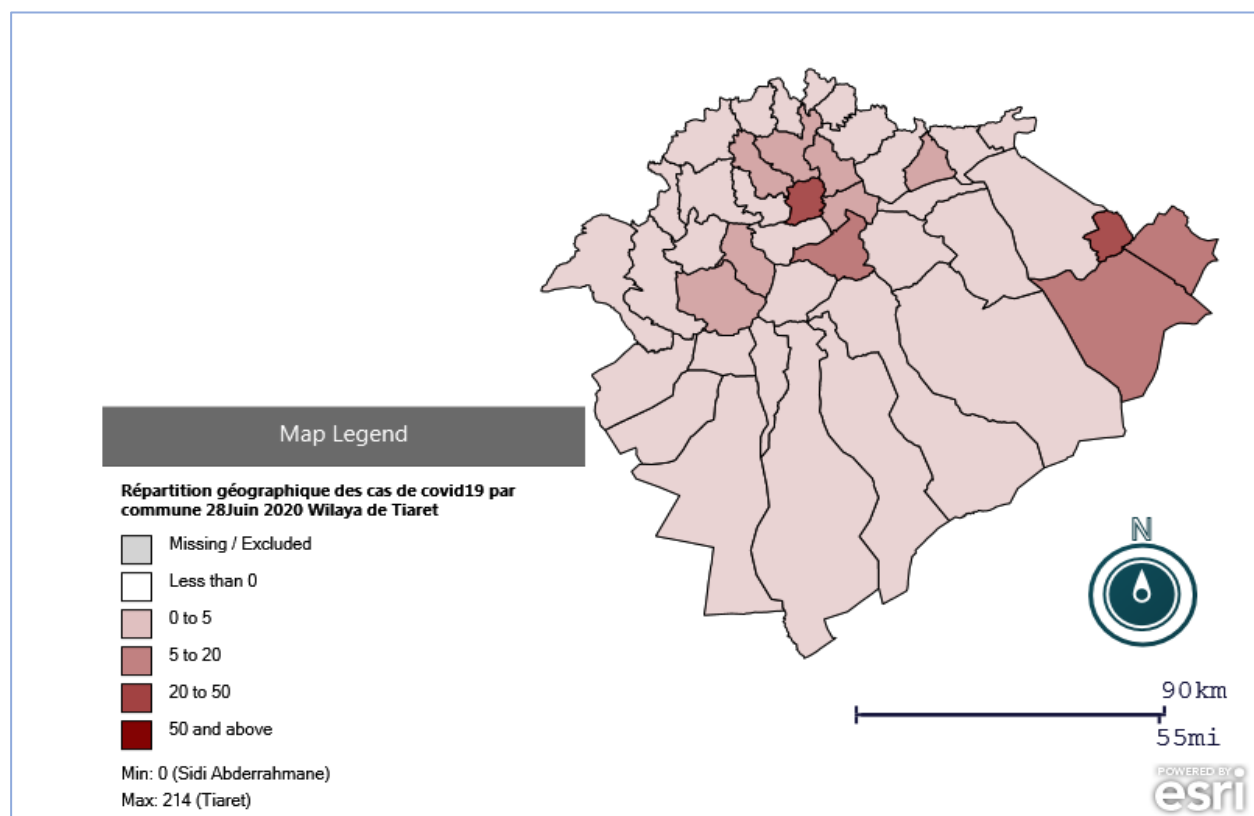 Map Legend
Répartition géographique des cas de covid19 par
commune 28Juin 2020 Wilaya de Tiaret
Missing / Excluded
Less than 0
0 to 5
5 to 20
20 to 50
50 and above
Min: 0 (Sidi Abderrahmane)
Max: 214 (Tiaret)
N
90km
55mi
POWERED BY
esri